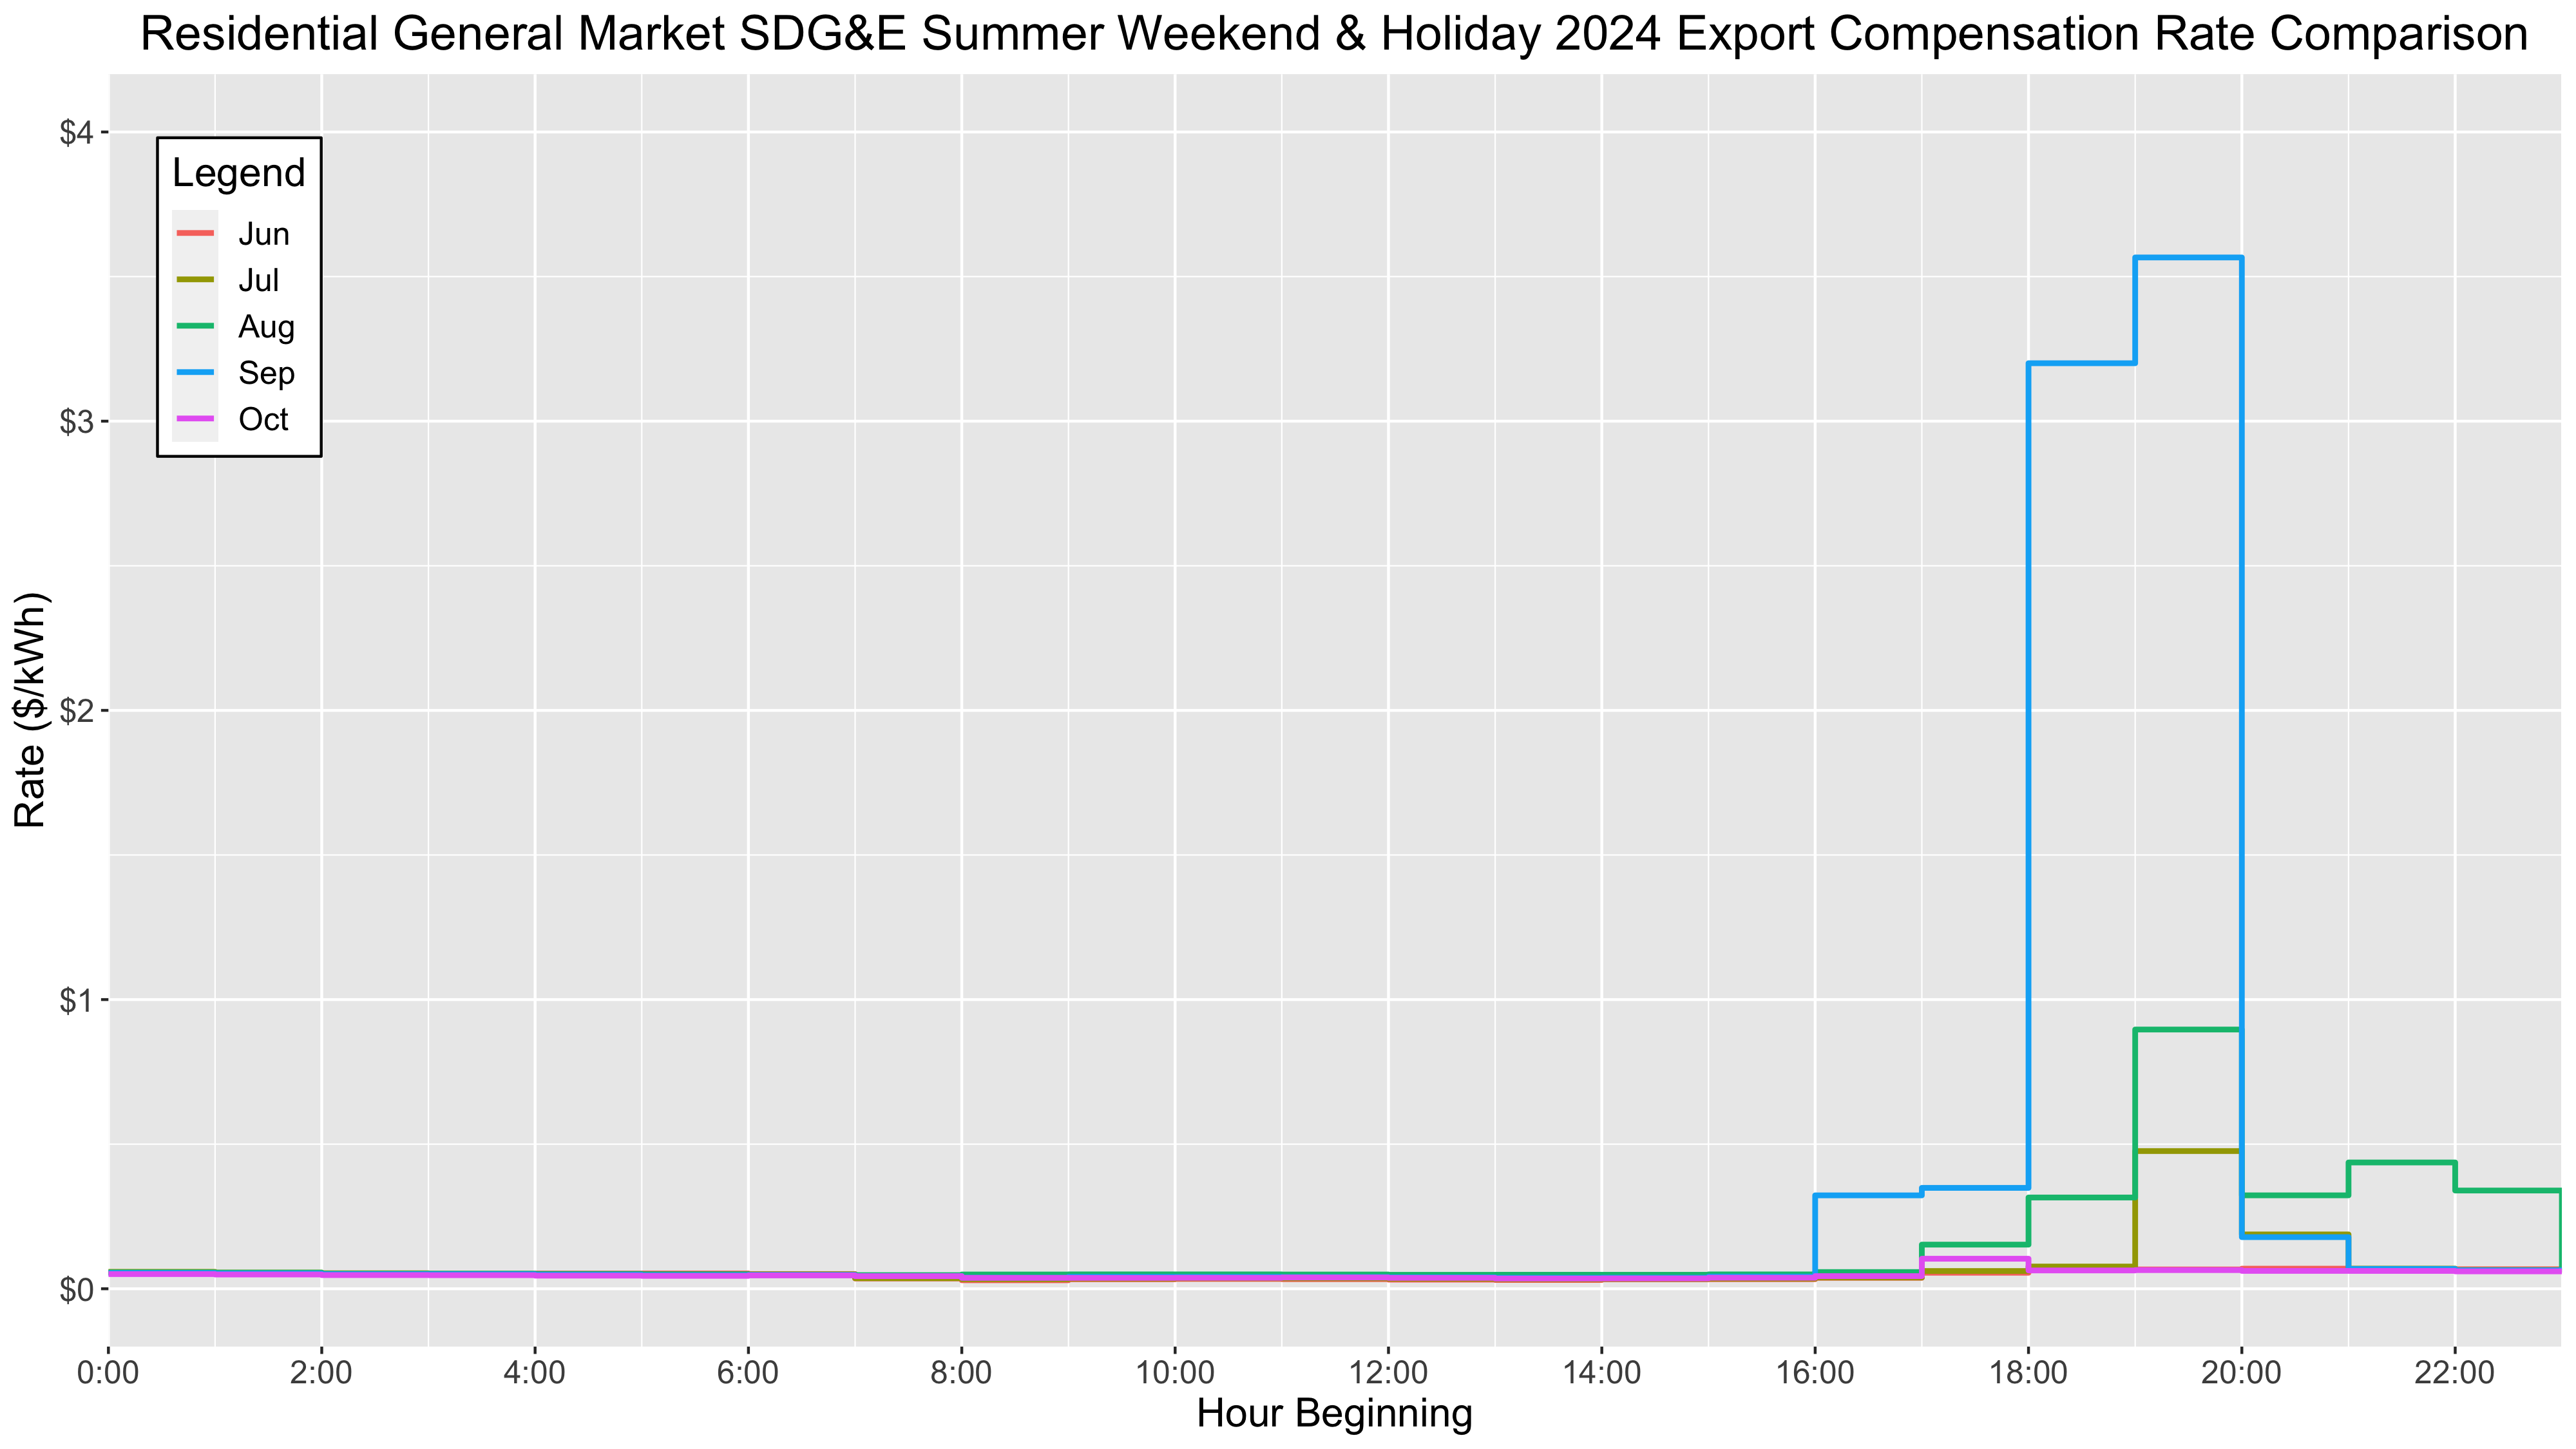 Residential General Market SDG&E Summer Weekend & Holiday 2024 Export Compensation Rate Comparison
$4
$3
$2
$1
$0
Legend
Jun
Jul
Aug
Sep
Oct
Rate ($/kWh)
0:00 2:00 4:00 6:00 8:00 10:00 12:00 14:00 16:00 18:00 20:00 22:00
Hour Beginning